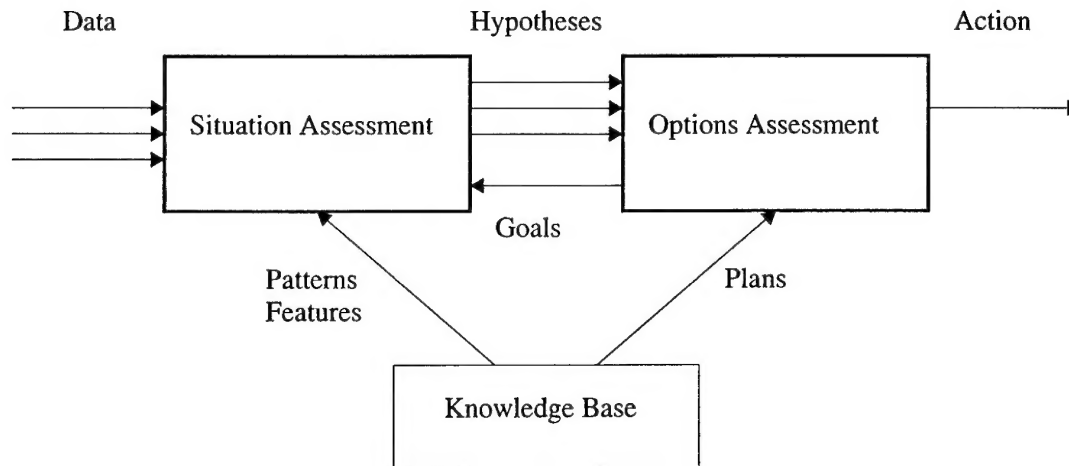 Data
Hypotheses
Action
Situation Assessment
Options Assessment
Goals
Patterns
Features
Plans
Knowledge Base